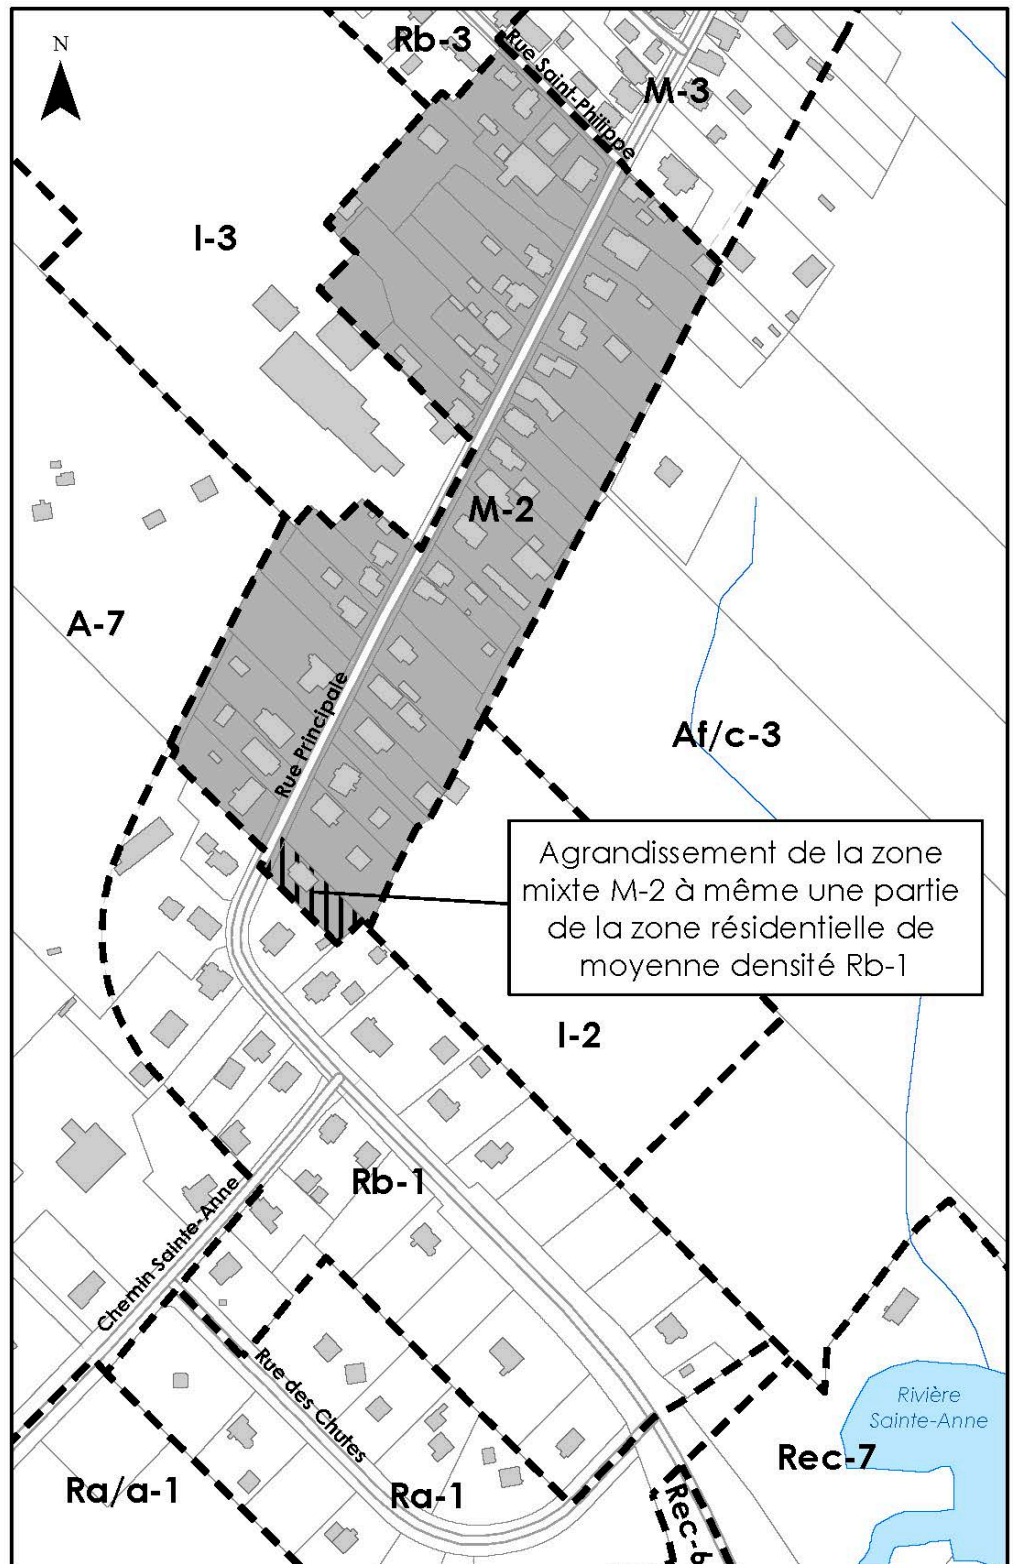 N
Rb-3
Rue Saint-Philippe
M-3
I-3
M-2
A-7
Rue Principale
Af/c-3
Agrandissement de la zone
mixte M-2 à même une partie
de la zone résidentielle de
moyenne densité Rb-1
I-2
Rb-1
Chemin Sainte-Anne
Rue des Chutes
Rivière
Sainte-Anne
Rec-7
Ra/a-1
Ra-1
Rec-6